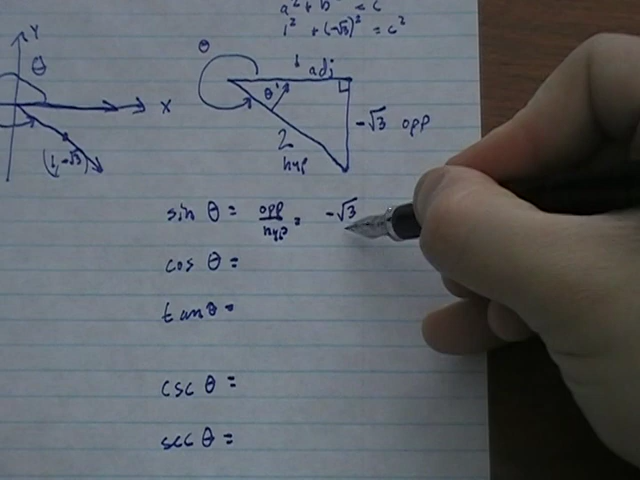 a² + b² = c²
1² + (-√3)² = c²
Y
θ
θ
1 adj
θ'
X
-√3 opp
2
hyp
(1, -√3)
sin θ = opp/hyp = -√3
cos θ =
tan θ =
csc θ =
sec θ =